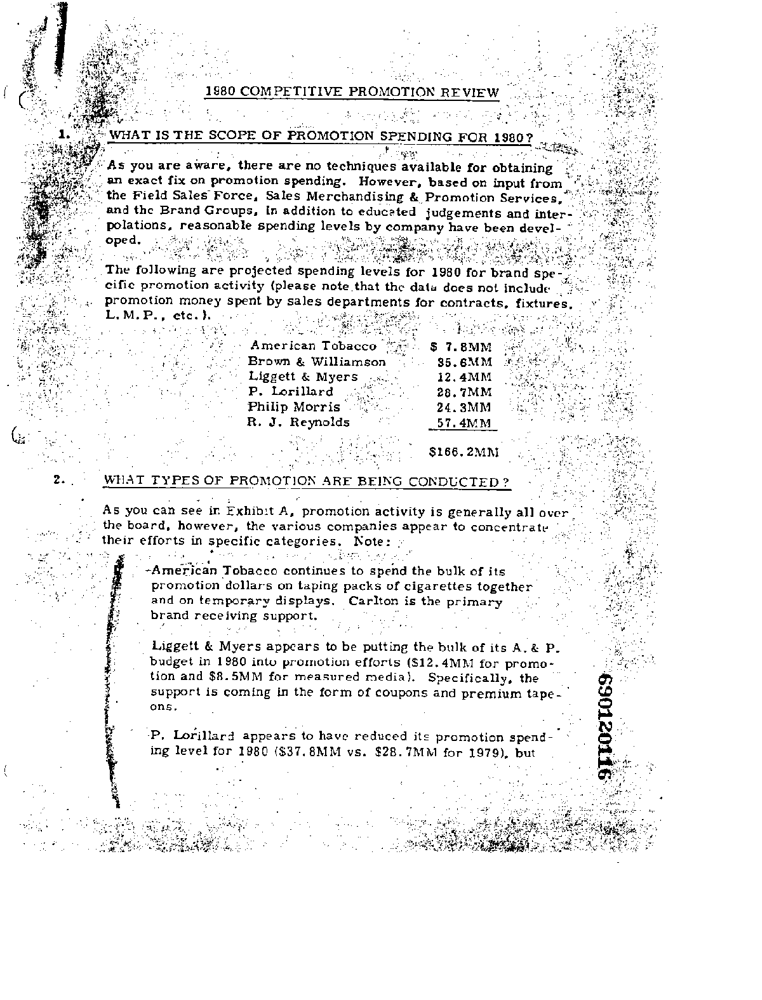 1980 COMPETITIVE PROMOTION REVIEW
1. WHAT IS THE SCOPE OF PROMOTION SPENDING FOR 1980?
As you are aware, there are no techniques available for obtaining
an exact fix on promotion spending. However, based on input from
the Field Sales Force, Sales Merchandising & Promotion Services,
and the Brand Groups, in addition to educated judgements and inter-
polations, reasonable spending levels by company have been devel-
oped.
The following are projected spending levels for 1980 for brand spe-
cific promotion activity (please note that the data does not include
promotion money spent by sales departments for contracts, fixtures,
L.M.P., etc.).
American Tobacco $ 7.8MM
Brown & Williamson 35.6MM
Liggett & Myers 12.4MM
P. Lorillard 28.7MM
Philip Morris 24.3MM
R. J. Reynolds 57.4MM
$166.2MM
2. WHAT TYPES OF PROMOTION ARE BEING CONDUCTED?
As you can see in Exhibit A, promotion activity is generally all over
the board, however, the various companies appear to concentrate
their efforts in specific categories. Note:
-American Tobacco continues to spend the bulk of its
promotion dollars on taping packs of cigarettes together
and on temporary displays. Carlton is the primary
brand receiving support.
Liggett & Myers appears to be putting the bulk of its A. & P.
budget in 1980 into promotion efforts ($12.4MM for promo-
tion and $8.5MM for measured media). Specifically, the
support is coming in the form of coupons and premium tape-
ons.
P. Lorillard appears to have reduced its promotion spend-
ing level for 1980 ($37.8MM vs. $28.7MM for 1979), but
690120116